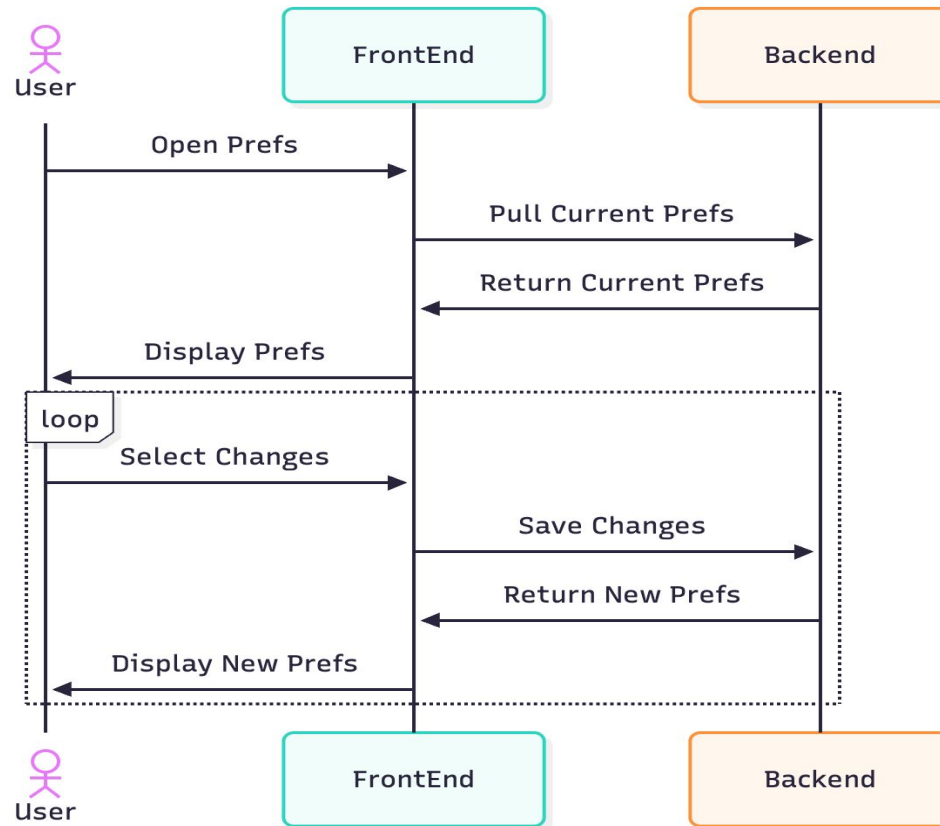 FrontEnd
Backend
User
Open Prefs
Pull Current Prefs
Return Current Prefs
Display Prefs
loop
Select Changes
Save Changes
Return New Prefs
Display New Prefs
FrontEnd
Backend
User